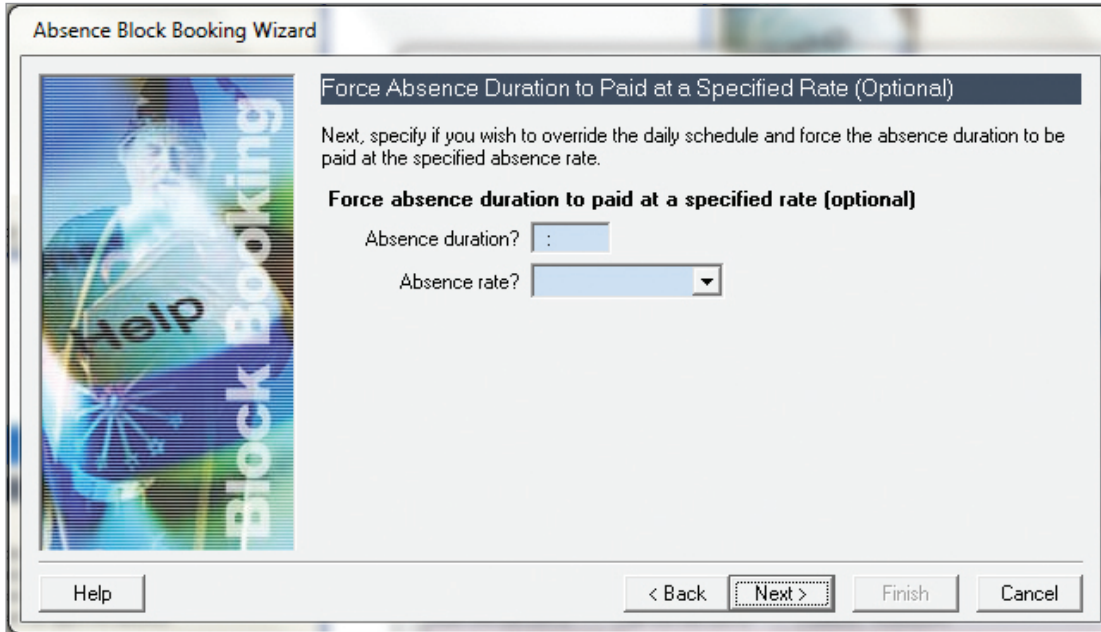 Absence Block Booking Wizard
Force Absence Duration to Paid at a Specified Rate (Optional)
Next, specify if you wish to override the daily schedule and force the absence duration to be
paid at the specified absence rate.
Force absence duration to paid at a specified rate (optional)
Absence duration? :
Absence rate?
Help
Block Booking
Help
< Back
Next >
Finish
Cancel